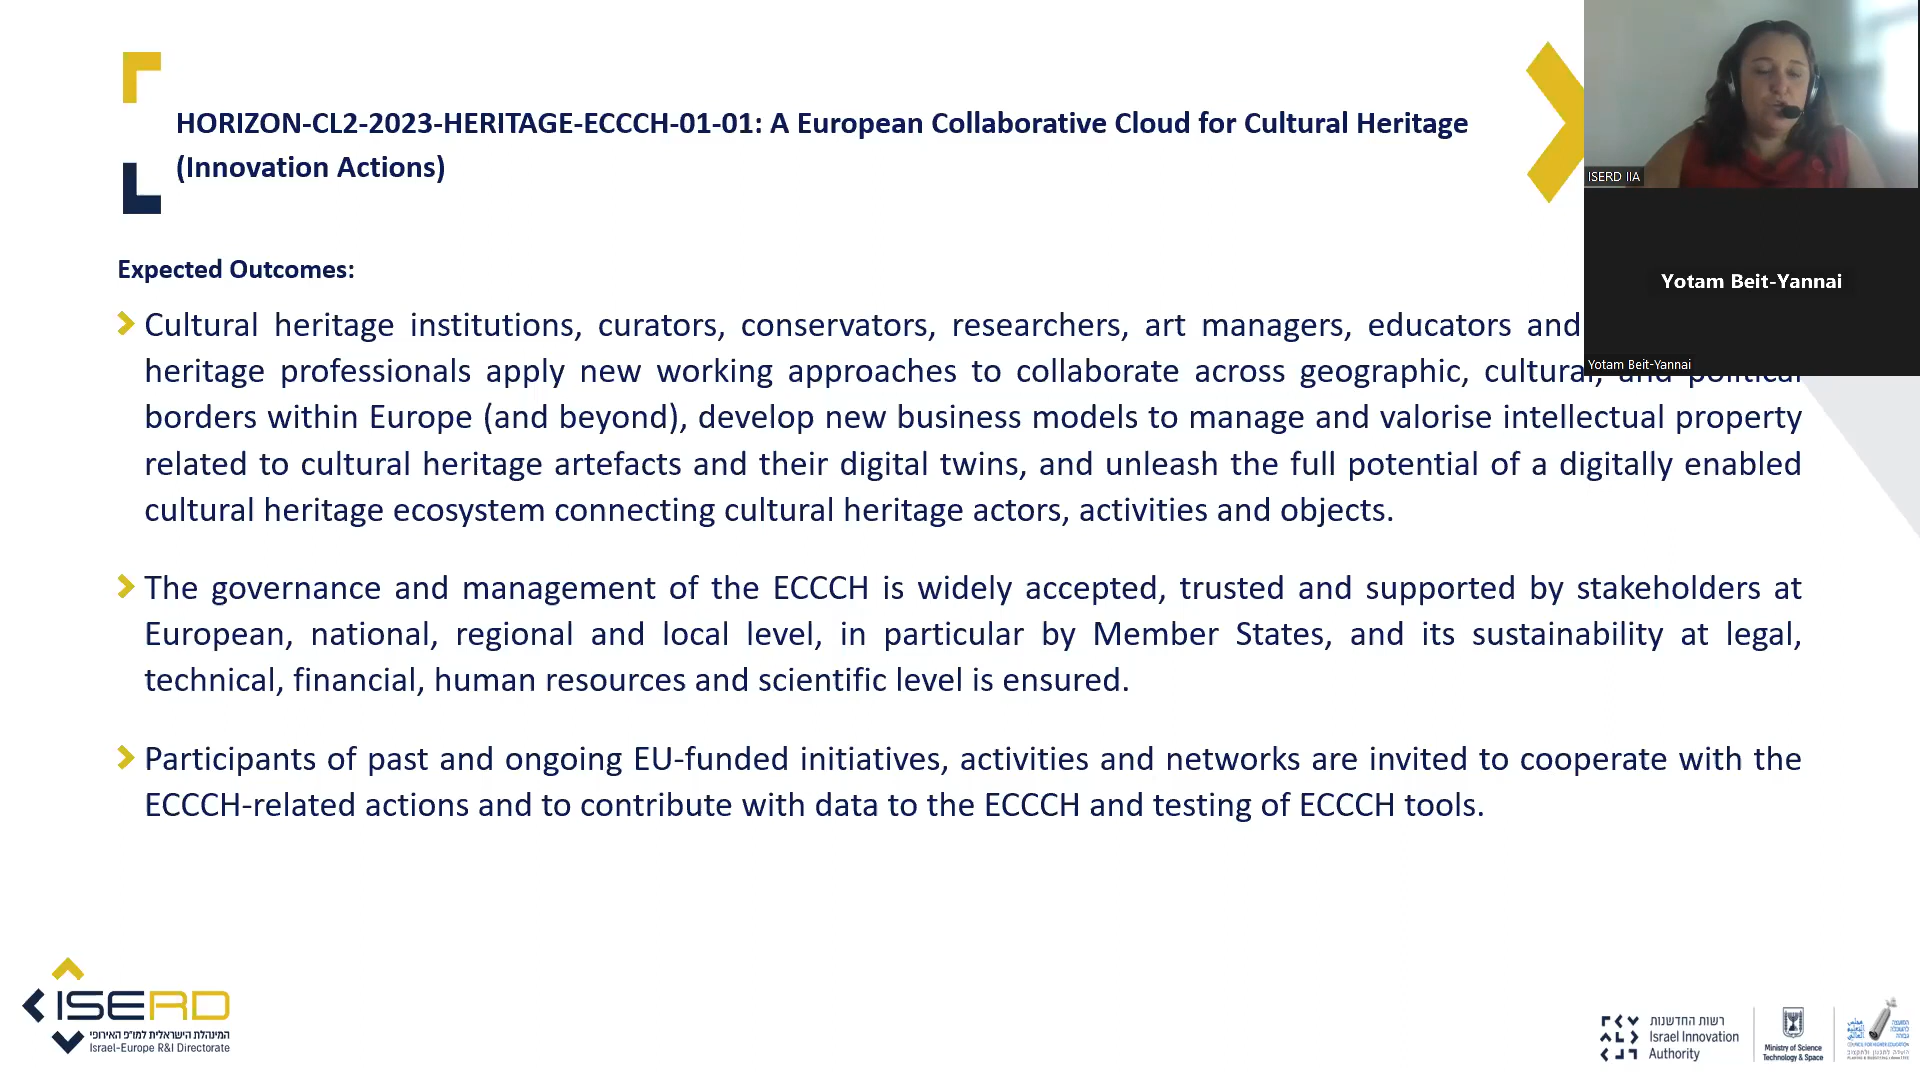 HORIZON-CL2-2023-HERITAGE-ECCCH-01-01: A European Collaborative Cloud for Cultural Heritage
(Innovation Actions)
ISERD IIA
Yotam Beit-Yannai
Yotam Beit-Yannai
Expected Outcomes:
Cultural heritage institutions, curators, conservators, researchers, art managers, educators and
heritage professionals apply new working approaches to collaborate across geographic, cultural, and political
borders within Europe (and beyond), develop new business models to manage and valorise intellectual property
related to cultural heritage artefacts and their digital twins, and unleash the full potential of a digitally enabled
cultural heritage ecosystem connecting cultural heritage actors, activities and objects.
The governance and management of the ECCCH is widely accepted, trusted and supported by stakeholders at
European, national, regional and local level, in particular by Member States, and its sustainability at legal,
technical, financial, human resources and scientific level is ensured.
Participants of past and ongoing EU-funded initiatives, activities and networks are invited to cooperate with the
ECCCH-related actions and to contribute with data to the ECCCH and testing of ECCCH tools.
ISERD
המינהלת הישראלית למו״פ האירופי
Israel-Europe R&I Directorate
רשות החדשנות
Israel Innovation
Authority
Ministry of Science
Technology & Space